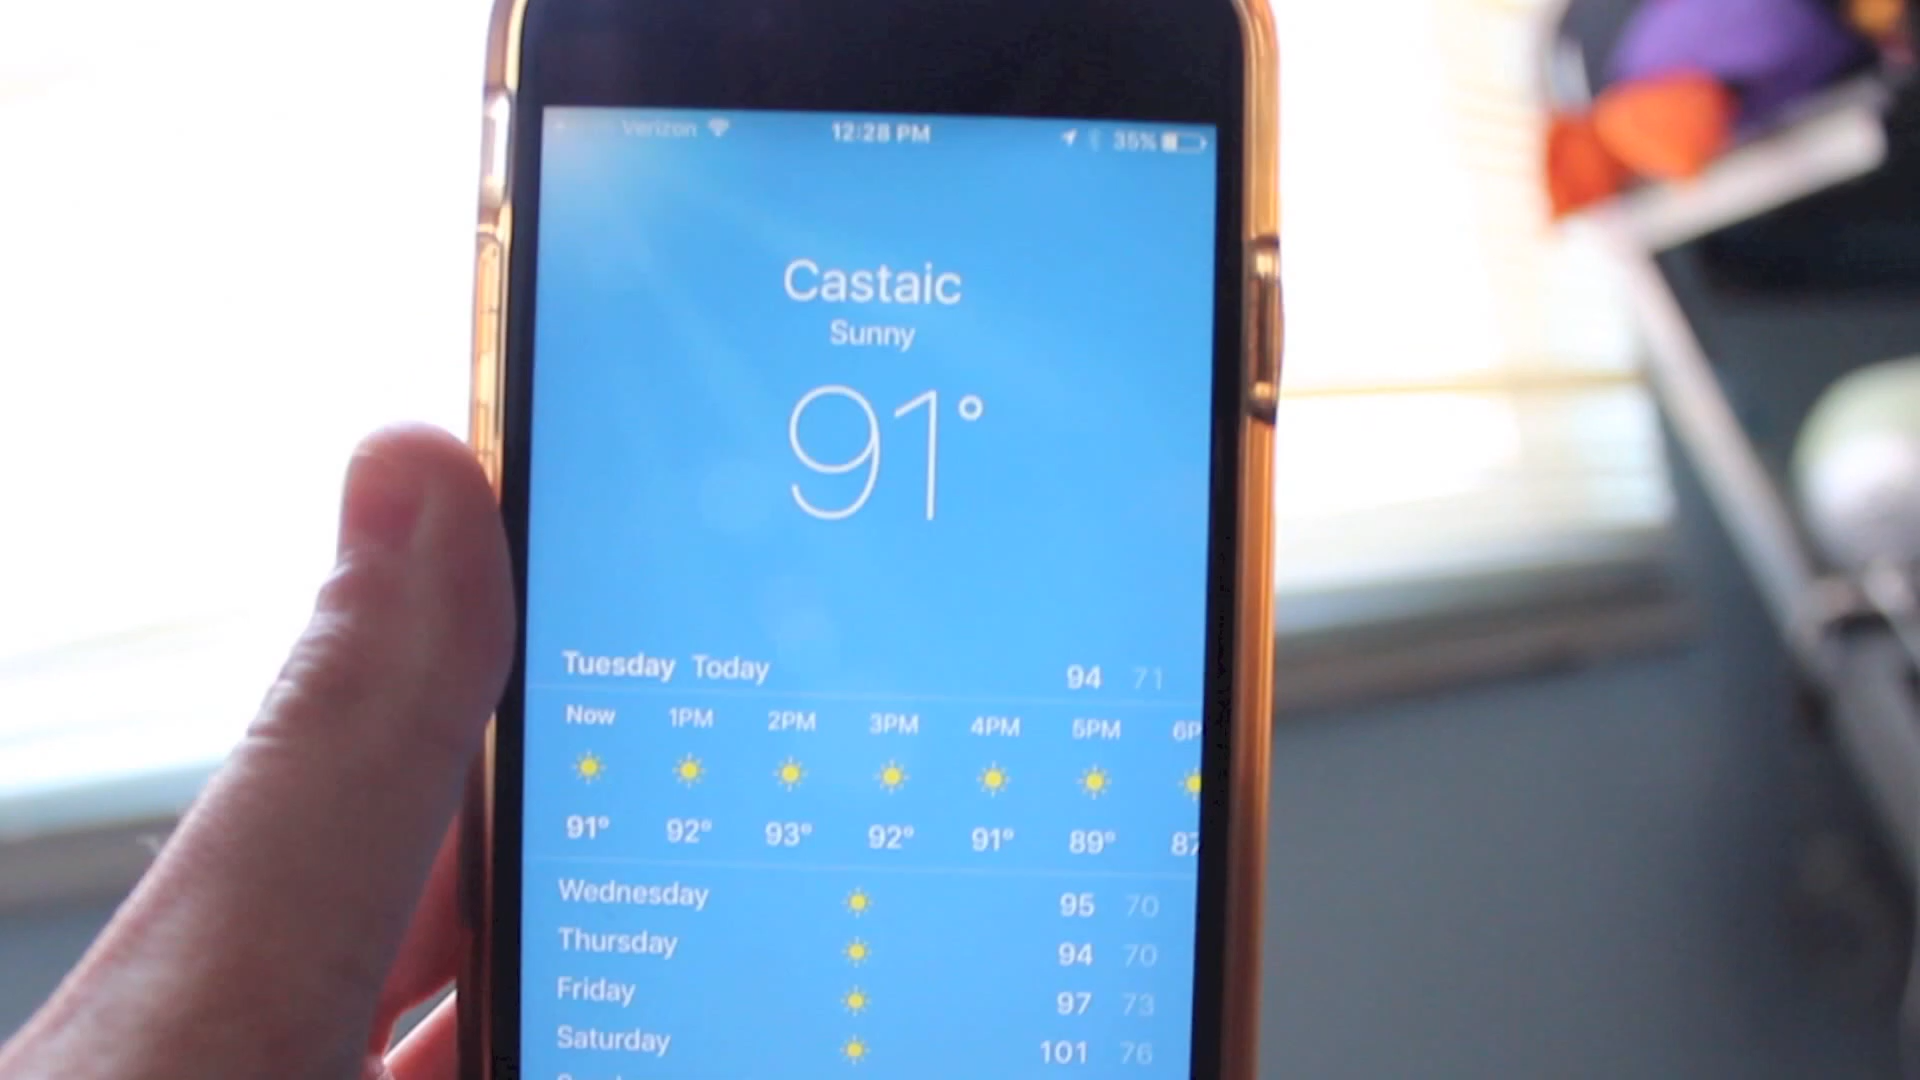 Verizon 12:28 PM 35%
Castaic
Sunny
91°
Tuesday Today 94 71
Now 1PM 2PM 3PM 4PM 5PM 6P
91° 92° 93° 92° 91° 89° 87
Wednesday 95 70
Thursday 94 70
Friday 97 73
Saturday 101 76